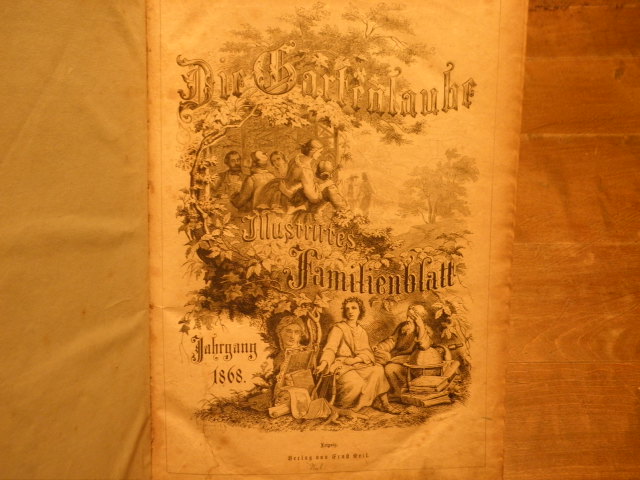 Die Gartenlaube
Illustrirtes
Familienblatt
Jahrgang
1868.
Leipzig.
Verlag von Ernst Keil.